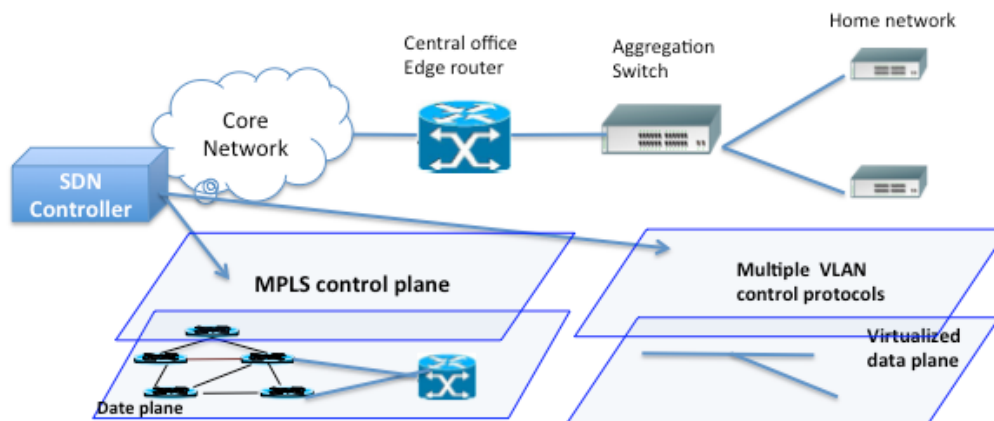 Home network
Central office
Edge router
Aggregation
Switch
Core
Network
SDN
Controller
MPLS control plane
Multiple VLAN
control protocols
Virtualized
data plane
Date plane